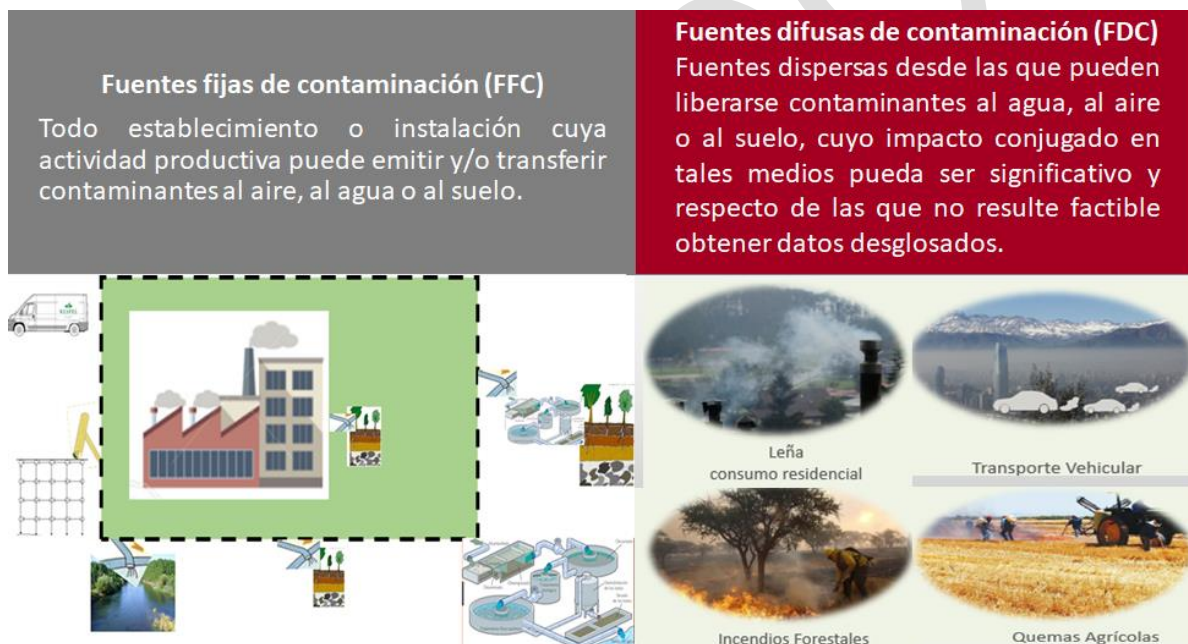 Fuentes fijas de contaminación (FFC)
Todo establecimiento o instalación cuya
actividad productiva puede emitir y/o transferir
contaminantes al aire, al agua o al suelo.
Fuentes difusas de contaminación (FDC)
Fuentes dispersas desde las que pueden
liberarse contaminantes al agua, al aire
o al suelo, cuyo impacto conjugado en
tales medios pueda ser significativo y
respecto de las que no resulte factible
obtener datos desglosados.
Leña
consumo residencial
Transporte Vehicular
Incendios Forestales
Quemas Agrícolas